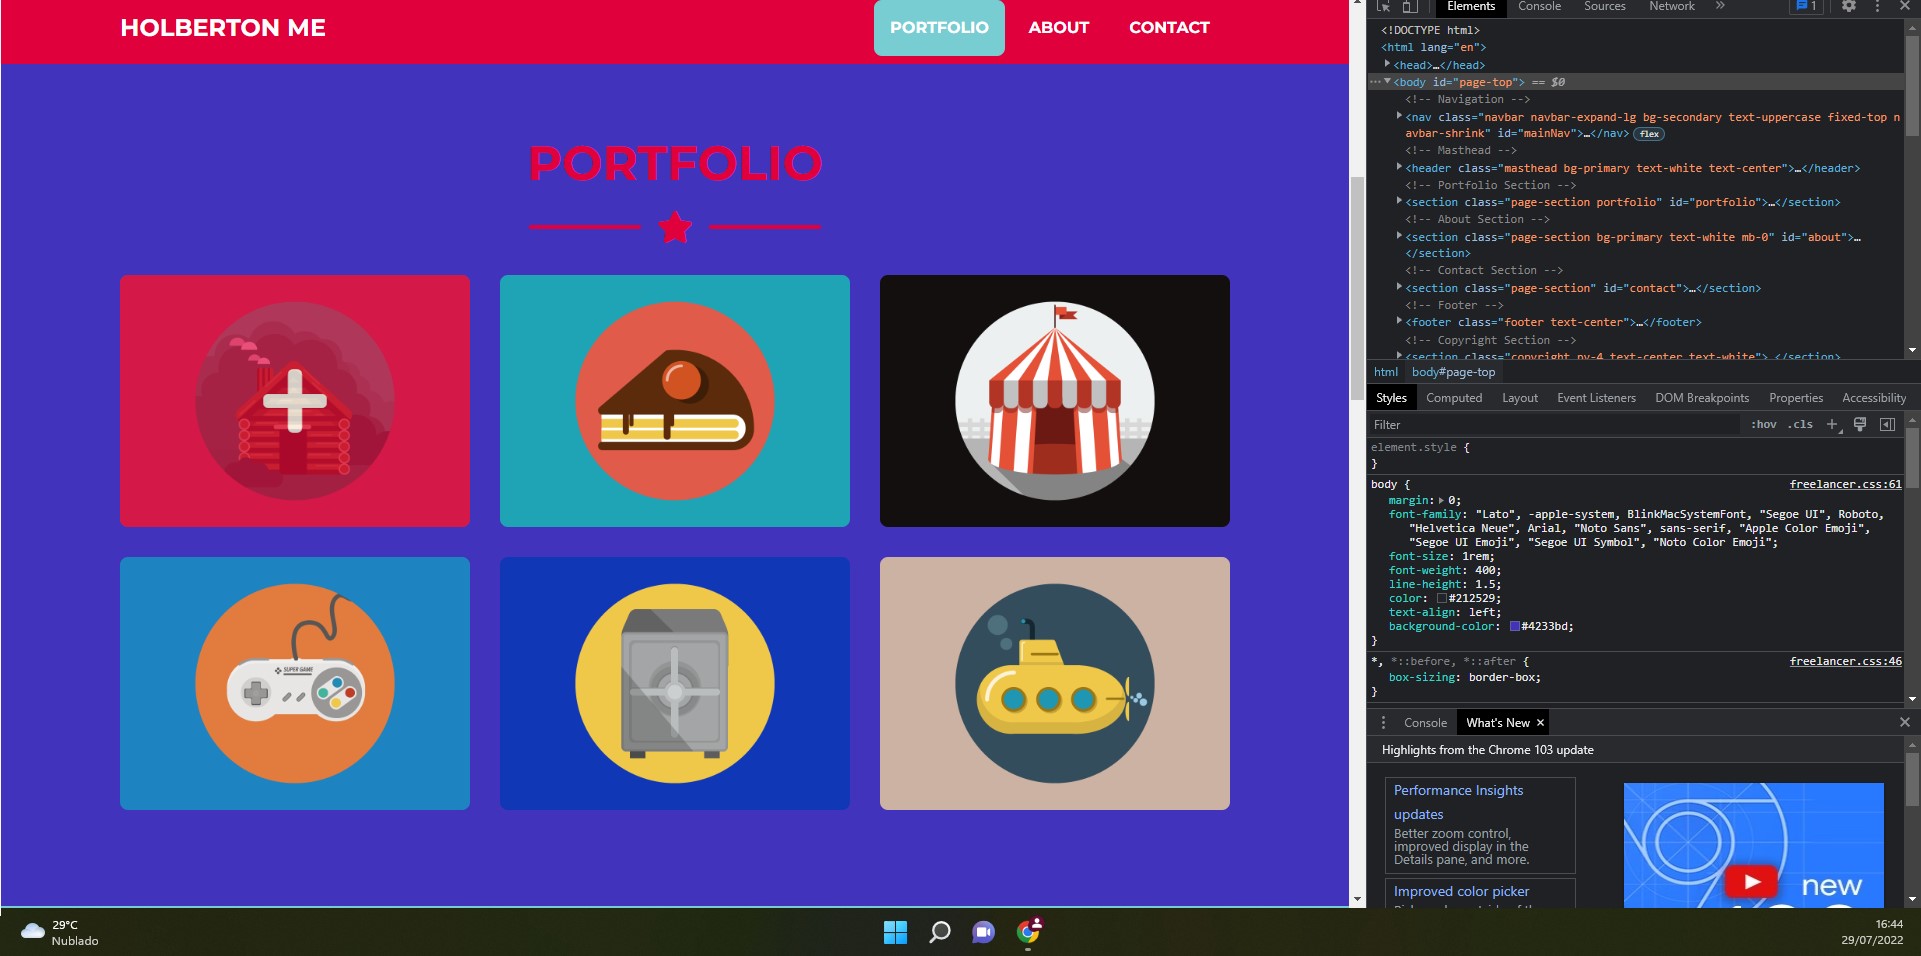 HOLBERTON ME
PORTFOLIO
ABOUT
CONTACT
PORTFOLIO
SUPER GAME
Elements
Console
Sources
Network
»
1
<!DOCTYPE html>
<html lang="en">
<head>…</head>
<body id="page-top"> == $0
<!-- Navigation -->
<nav class="navbar navbar-expand-lg bg-secondary text-uppercase fixed-top n
avbar-shrink" id="mainNav">…</nav> flex
<!-- Masthead -->
<header class="masthead bg-primary text-white text-center">…</header>
<!-- Portfolio Section -->
<section class="page-section portfolio" id="portfolio">…</section>
<!-- About Section -->
<section class="page-section bg-primary text-white mb-0" id="about">…
</section>
<!-- Contact Section -->
<section class="page-section" id="contact">…</section>
<!-- Footer -->
<footer class="footer text-center">…</footer>
<!-- Copyright Section -->
<section class="copyright py-4 text-center text-white">…</section>
html
body#page-top
Styles
Computed
Layout
Event Listeners
DOM Breakpoints
Properties
Accessibility
Filter
:hov
.cls
element.style {
}
body {
freelancer.css:61
margin: 0;
font-family: "Lato", -apple-system, BlinkMacSystemFont, "Segoe UI", Roboto,
"Helvetica Neue", Arial, "Noto Sans", sans-serif, "Apple Color Emoji",
"Segoe UI Emoji", "Segoe UI Symbol", "Noto Color Emoji";
font-size: 1rem;
font-weight: 400;
line-height: 1.5;
color: #212529;
text-align: left;
background-color: #4233bd;
}
*, *::before, *::after {
freelancer.css:46
box-sizing: border-box;
}
Console
What's New
Highlights from the Chrome 103 update
Performance Insights
updates
Better zoom control,
improved display in the
Details pane, and more.
Improved color picker
new
29°C
Nublado
16:44
29/07/2022